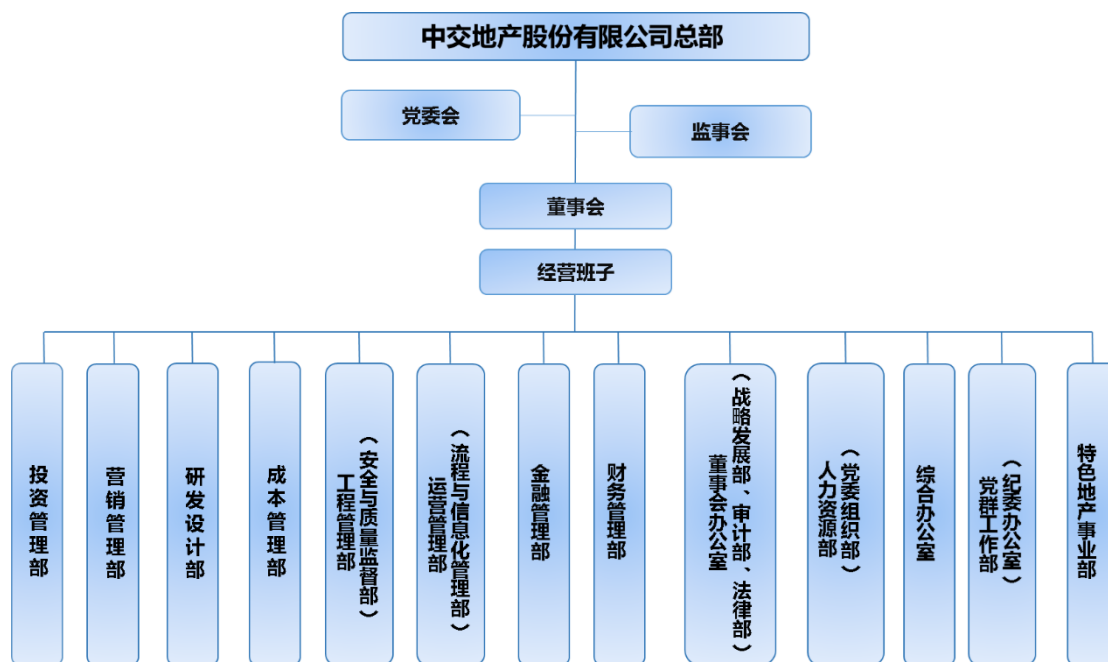 中交地产股份有限公司总部
党委会
监事会
董事会
经营班子
投资管理部
营销管理部
研发设计部
成本管理部
工程管理部
（安全与质量监督部）
运营管理部
（流程与信息化管理部）
金融管理部
财务管理部
董事会办公室
（战略发展部、审计部、法律部）
人力资源部
（党委组织部）
综合办公室
党群工作部
（纪委办公室）
特色地产事业部